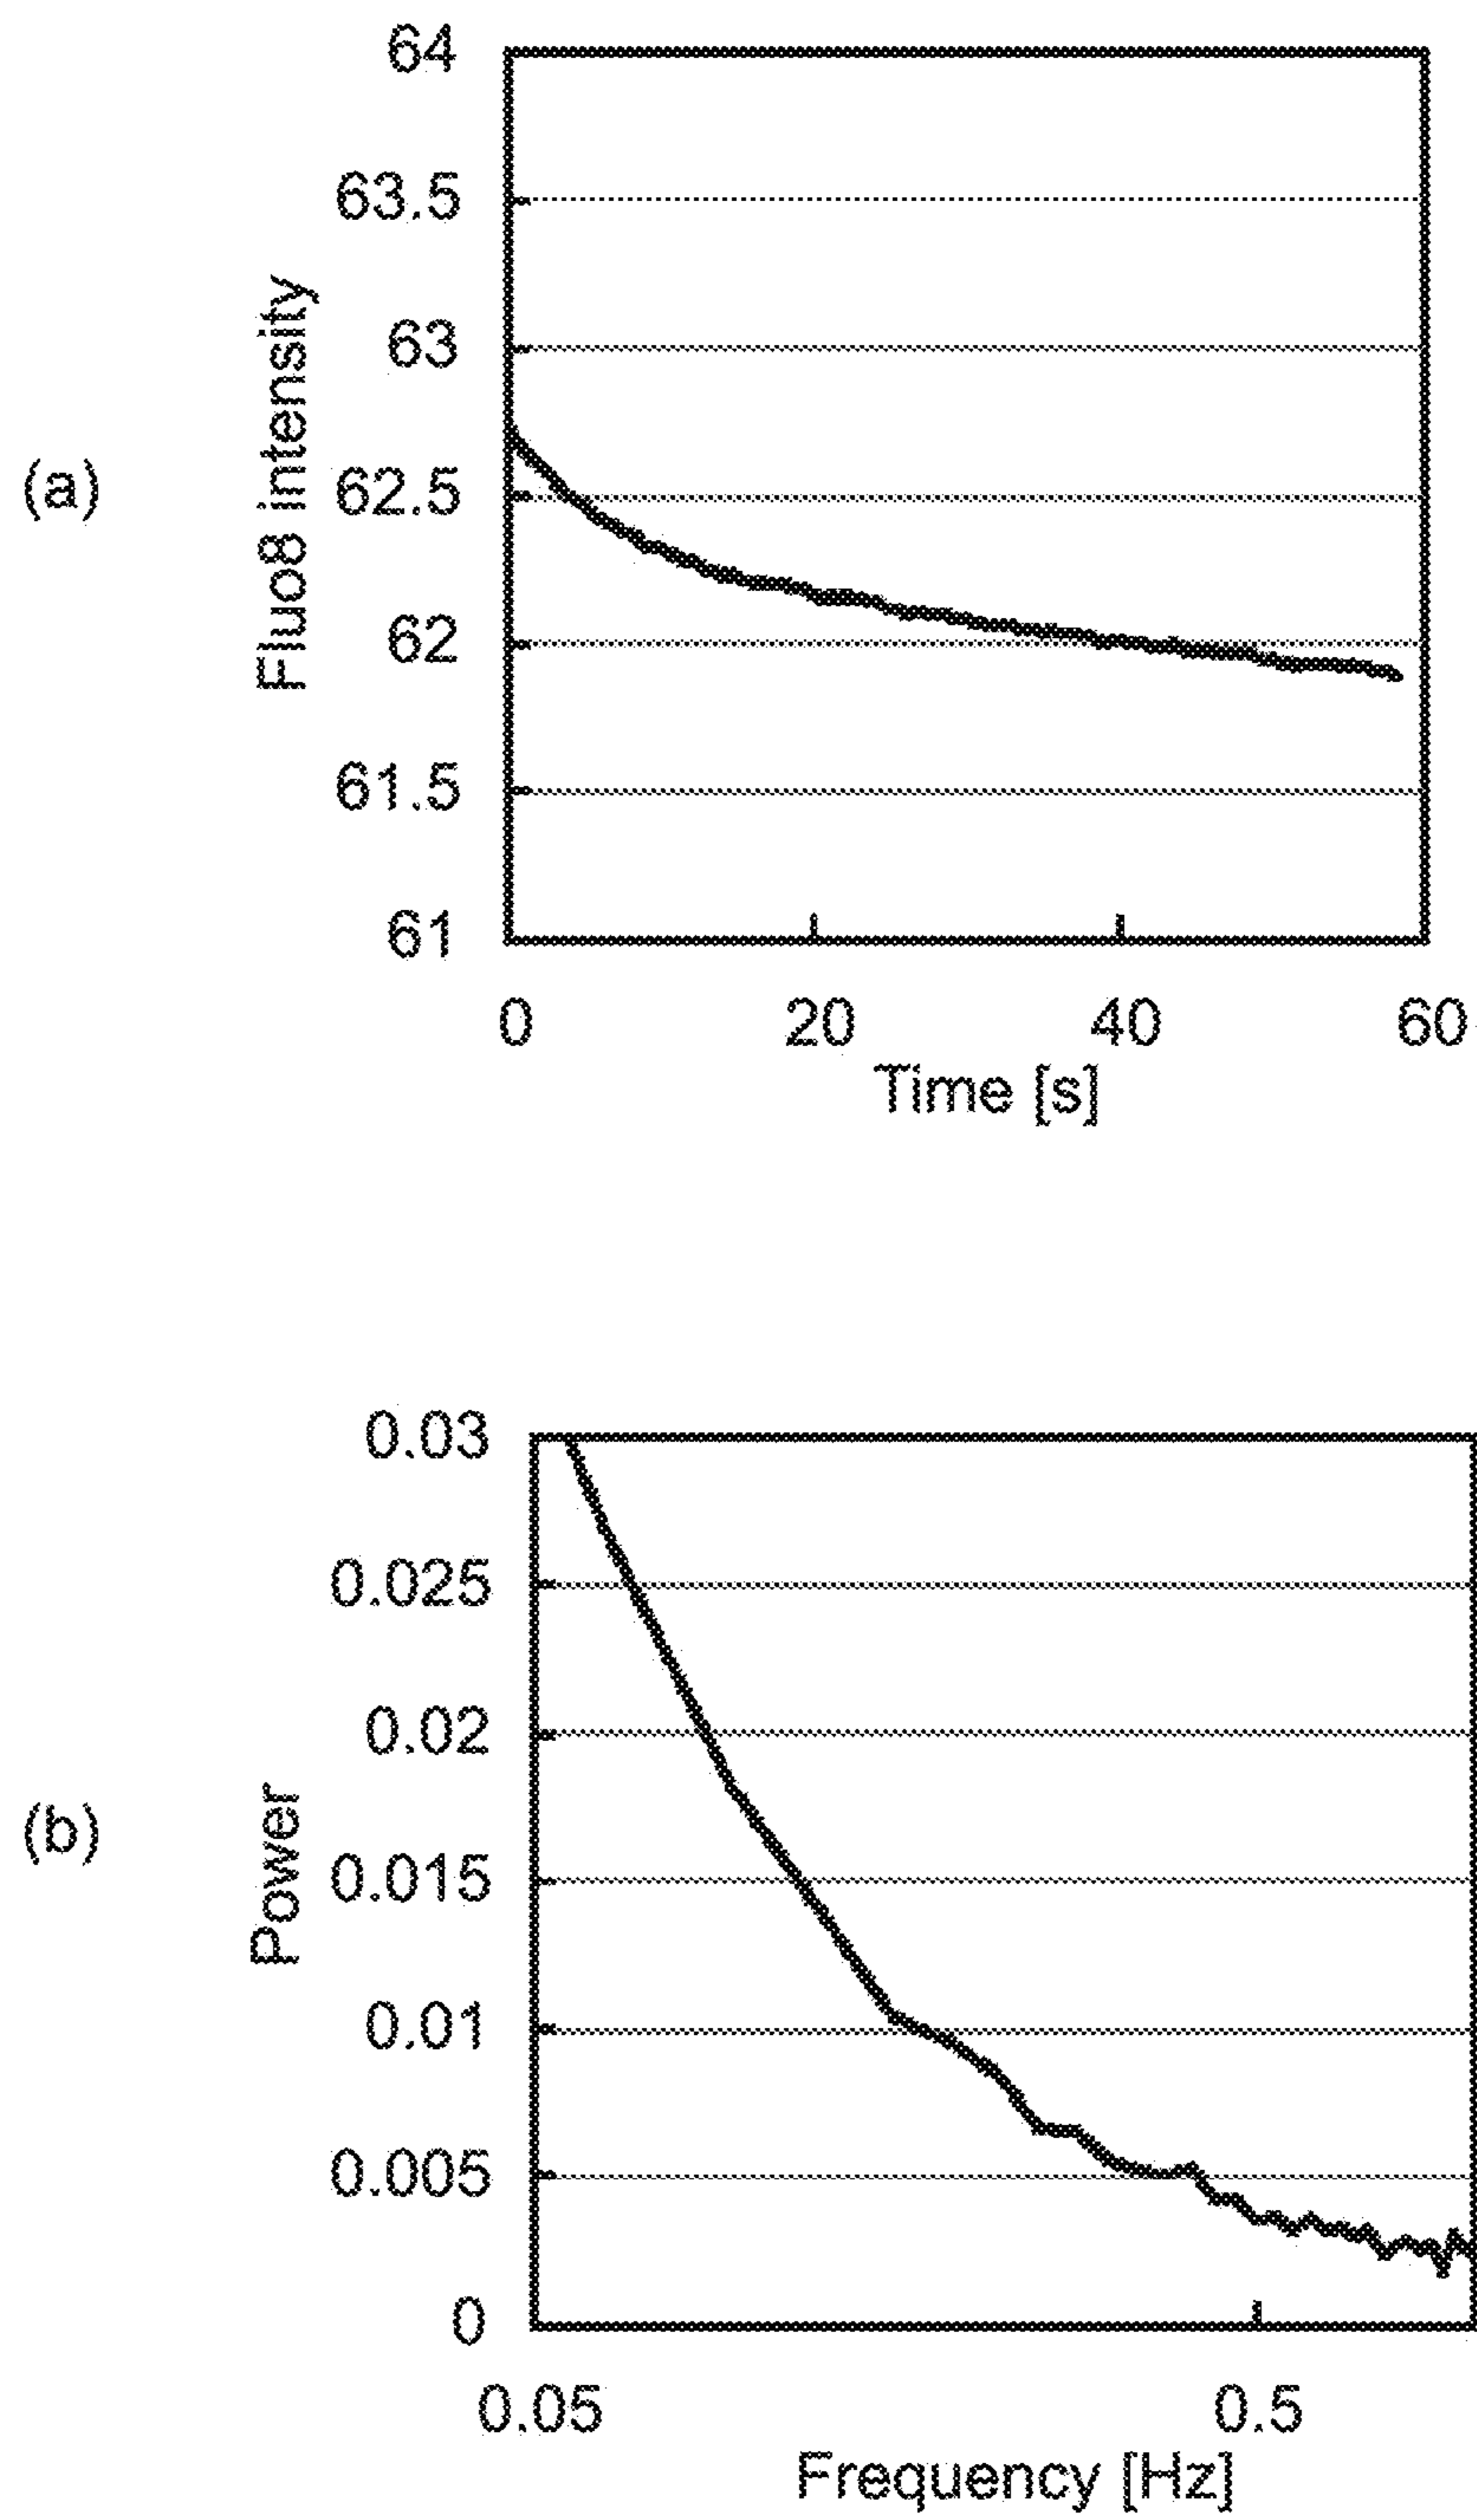 (a)
Fluo8 intensity
64
63.5
63
62.5
62
61.5
61
0 20 40 60
Time [s]
(b)
Power
0.03
0.025
0.02
0.015
0.01
0.005
0
0.05 0.5
Frequency [Hz]